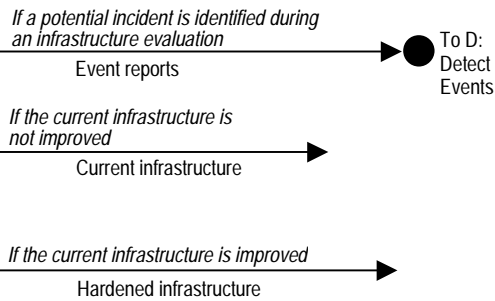 If a potential incident is identified during
an infrastructure evaluation
Event reports
To D:
Detect
Events
If the current infrastructure is
not improved
Current infrastructure
If the current infrastructure is improved
Hardened infrastructure